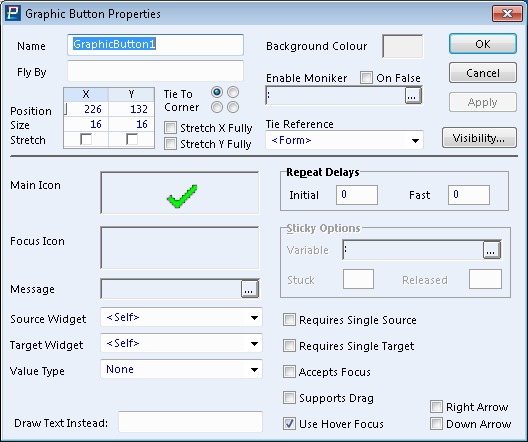 Graphic Button Properties
Name GraphicButton1
Background Colour
OK
Fly By
Enable Moniker On False
Cancel
:
...
Apply
X Y
Tie To Corner
Position 226 132
Size 16 16
Stretch
Stretch X Fully
Stretch Y Fully
Tie Reference
<Form>
Visibility...
Main Icon
Repeat Delays
Initial 0 Fast 0
Focus Icon
Sticky Options
Variable : ...
Stuck Released
Message ...
Source Widget <Self>
Requires Single Source
Target Widget <Self>
Requires Single Target
Value Type None
Accepts Focus
Supports Drag
Right Arrow
Draw Text Instead:
Use Hover Focus
Down Arrow